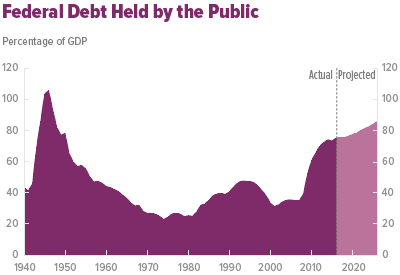 Federal Debt Held by the Public
Percentage of GDP
120 120
Actual Projected
100 100
80 80
60 60
40 40
20 20
0 0
1940 1950 1960 1970 1980 1990 2000 2010 2020